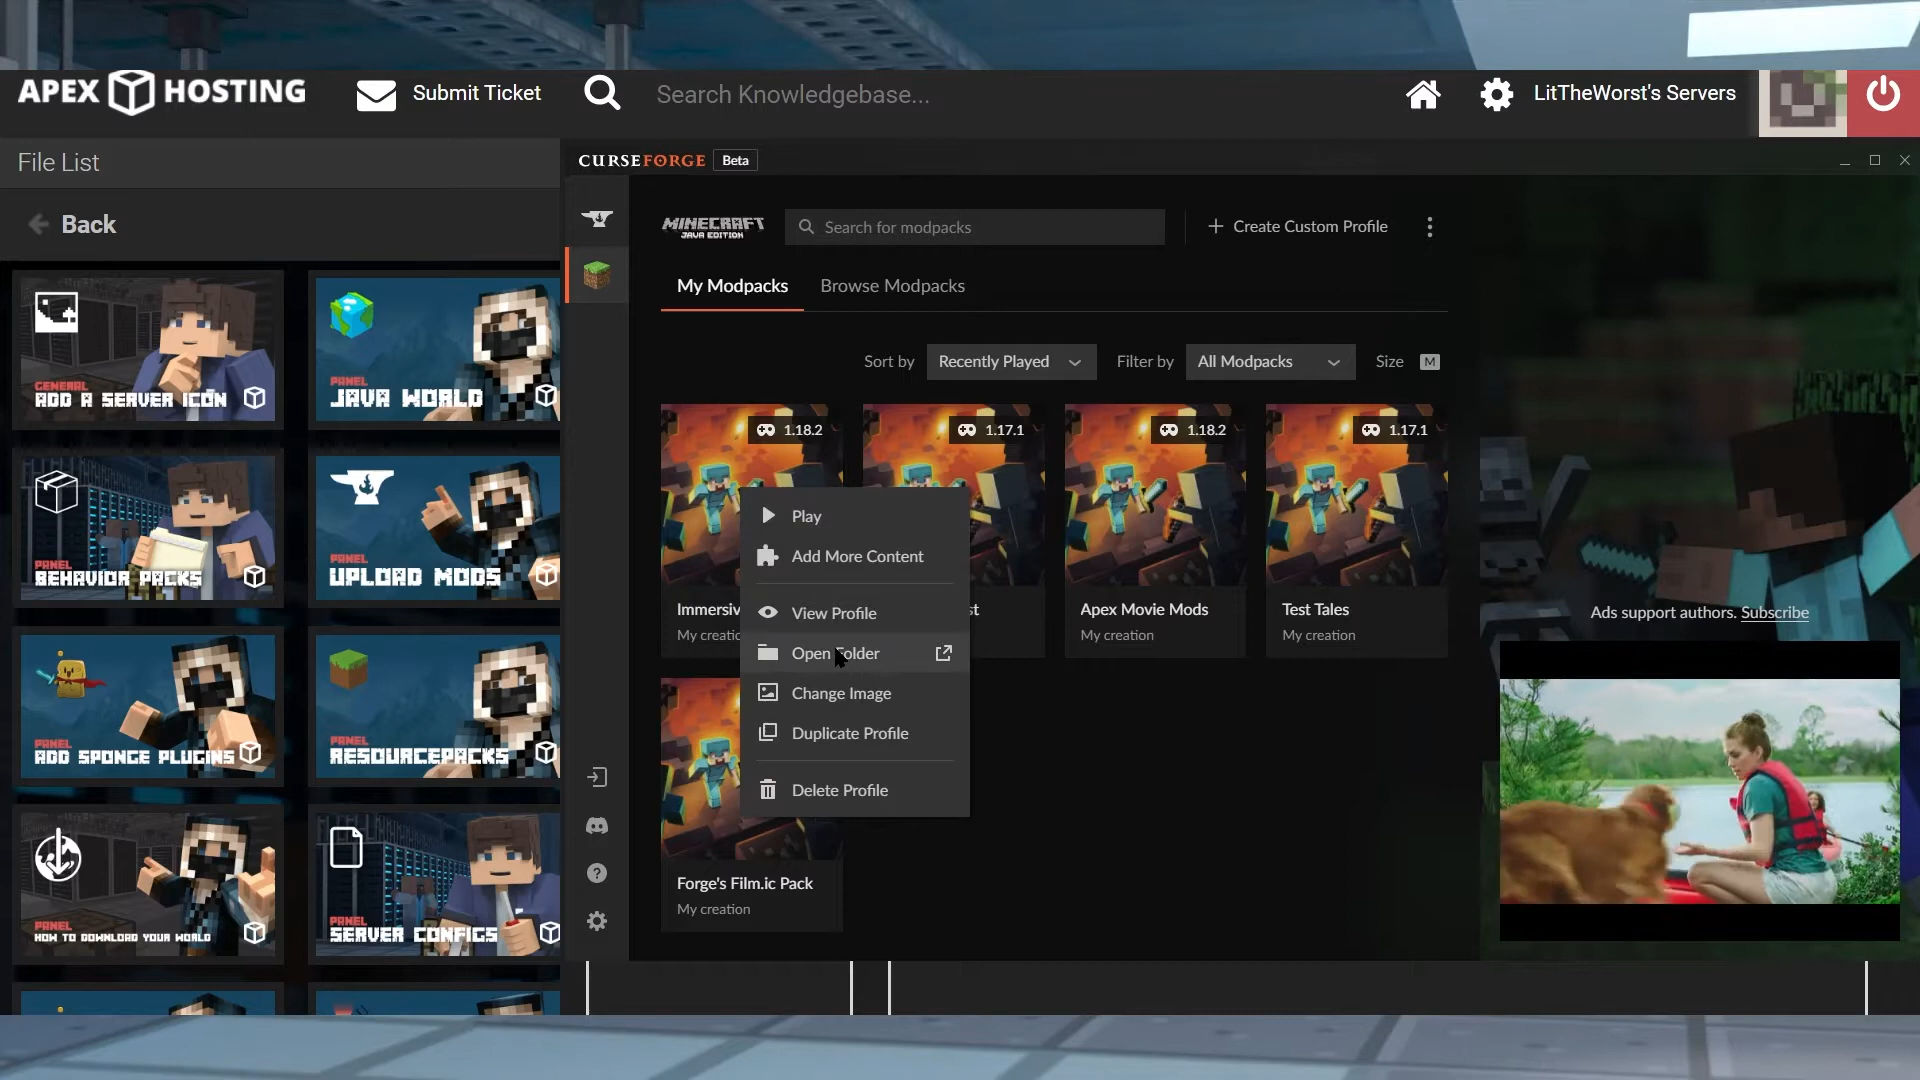 APEX HOSTING
Submit Ticket
Search Knowledgebase...
LitTheWorst's Servers
File List
Back
GENERAL
ADD A SERVER ICON
PANEL
JAVA WORLD
PANEL
BEHAVIOR PACKS
PANEL
UPLOAD MODS
PANEL
ADD SPONGE PLUGINS
PANEL
RESOURCEPACKS
PANEL
HOW TO DOWNLOAD YOUR WORLD
PANEL
SERVER CONFIGS
CURSEFORGE Beta
MINECRAFT
JAVA EDITION
Search for modpacks
Create Custom Profile
My Modpacks
Browse Modpacks
Sort by
Recently Played
Filter by
All Modpacks
Size
M
1.18.2
1.17.1
1.18.2
1.17.1
Immersiv
My creatio
st
Apex Movie Mods
My creation
Test Tales
My creation
Play
Add More Content
View Profile
Open Folder
Change Image
Duplicate Profile
Delete Profile
Forge's Film.ic Pack
My creation
Ads support authors. Subscribe